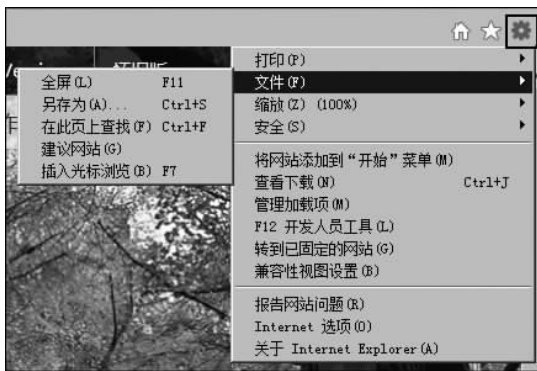 打印(P)
文件(F)
缩放(Z) (100%)
安全(S)
将网站添加到“开始”菜单(M)
查看下载(N) Ctrl+J
管理加载项(M)
F12 开发人员工具(L)
转到已固定的网站(G)
兼容性视图设置(B)
报告网站问题(R)
Internet 选项(O)
关于 Internet Explorer(A)
全屏(L) F11
另存为(A)... Ctrl+S
在此页上查找(F) Ctrl+F
建议网站(G)
插入光标浏览(B) F7